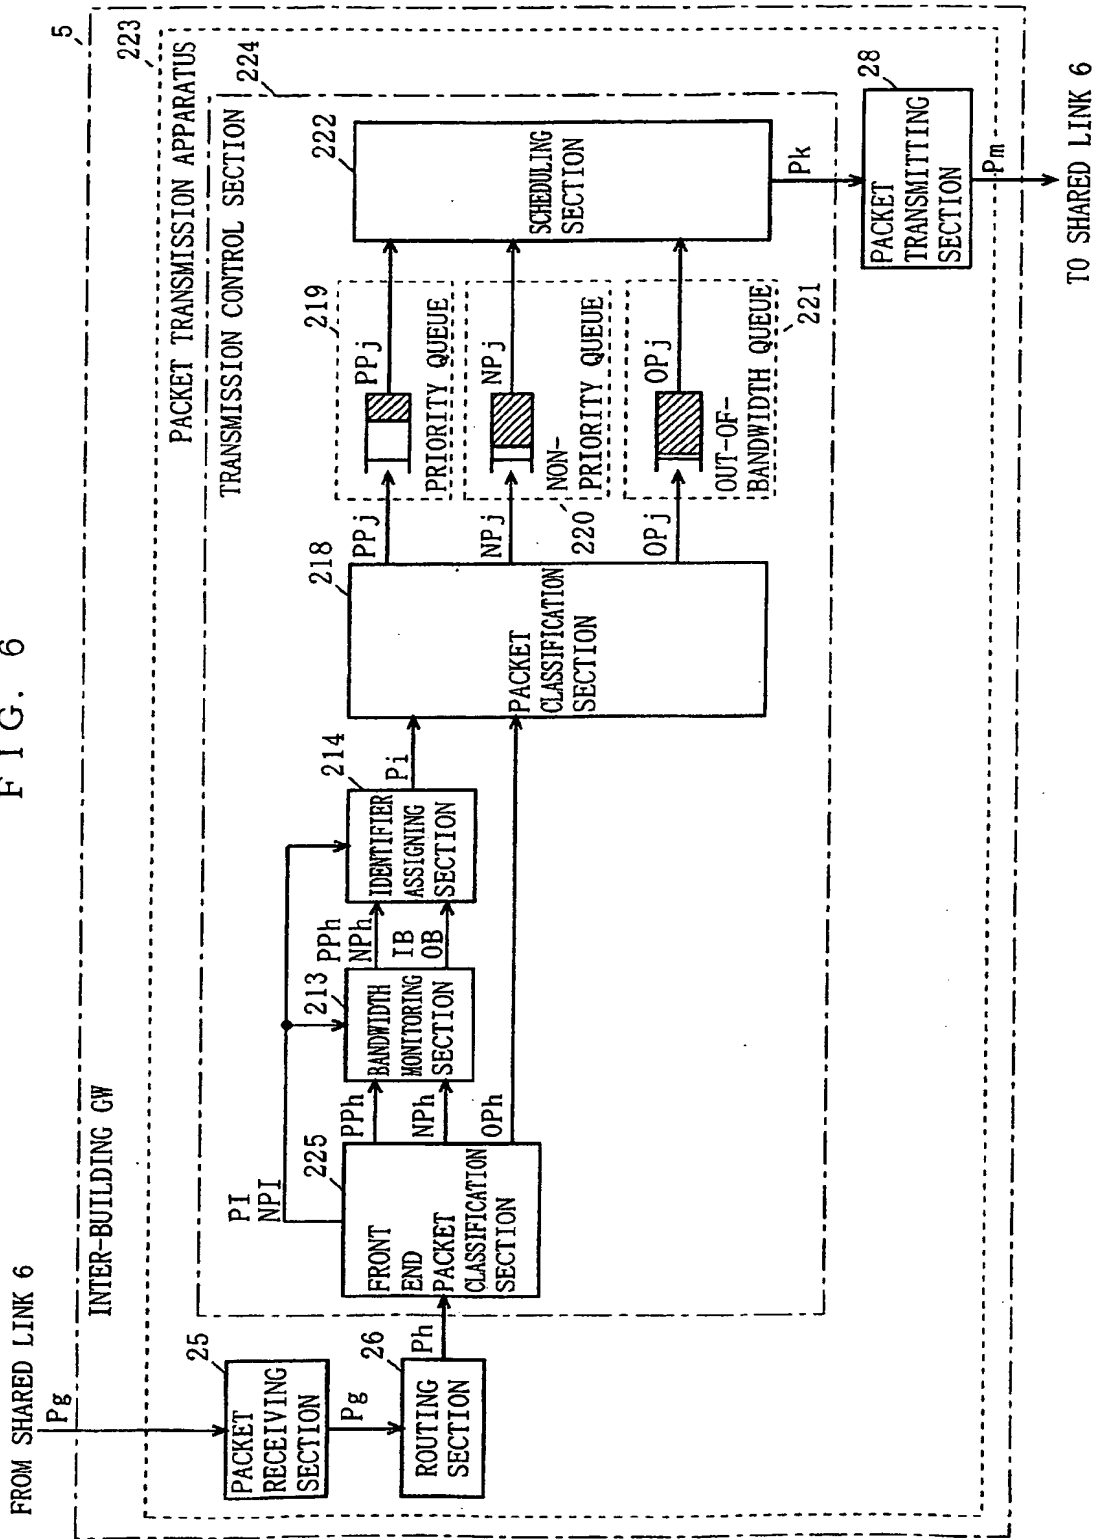 FIG. 6
FROM SHARED LINK 6
Pg
INTER-BUILDING GW
5
223
PACKET TRANSMISSION APPARATUS
25
PACKET
RECEIVING
SECTION
Pg
26
ROUTING
SECTION
Ph
224
TRANSMISSION CONTROL SECTION
PI
NPI
225
FRONT
END
PACKET
CLASSIFICATION
SECTION
PPh
NPh
OPh
213
BANDWIDTH
MONITORING
SECTION
PPh
NPh
IB
OB
214
IDENTIFIER
ASSIGNING
SECTION
Pi
218
PACKET
CLASSIFICATION
SECTION
PPj
NPj
OPj
219
PPj
PRIORITY QUEUE
NPj
NON-
PRIORITY QUEUE
220
OPj
OUT-OF-
BANDWIDTH QUEUE
221
222
SCHEDULING
SECTION
Pk
28
PACKET
TRANSMITTING
SECTION
Pm
TO SHARED LINK 6